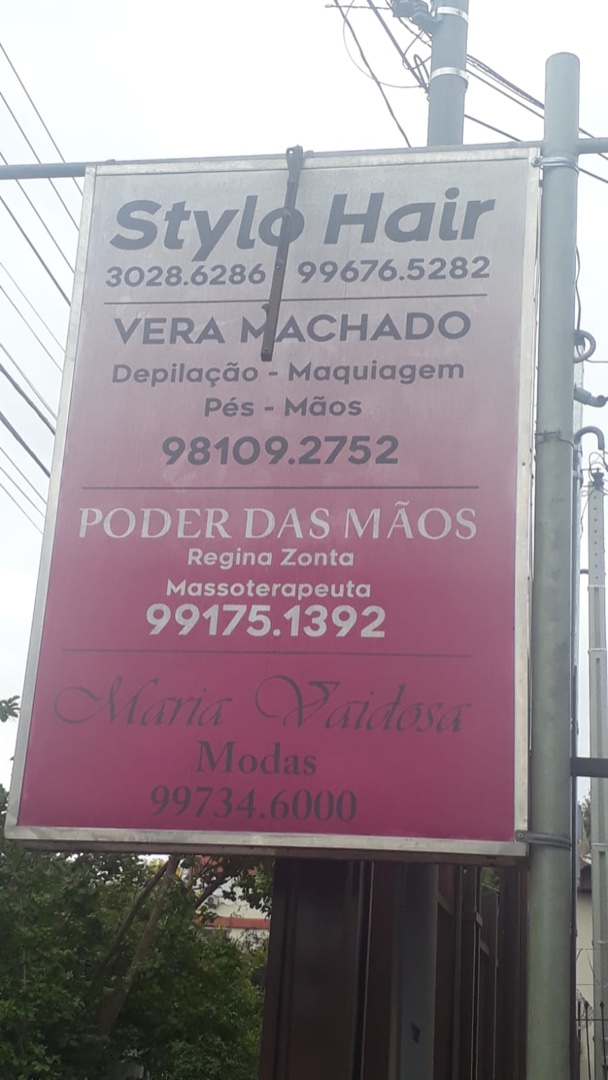 Stylo Hair
3028.6286 99676.5282
VERA MACHADO
Depilação - Maquiagem
Pés - Mãos
98109.2752
PODER DAS MÃOS
Regina Zonta
Massoterapeuta
99175.1392
Maria Vaidosa
Modas
99734.6000